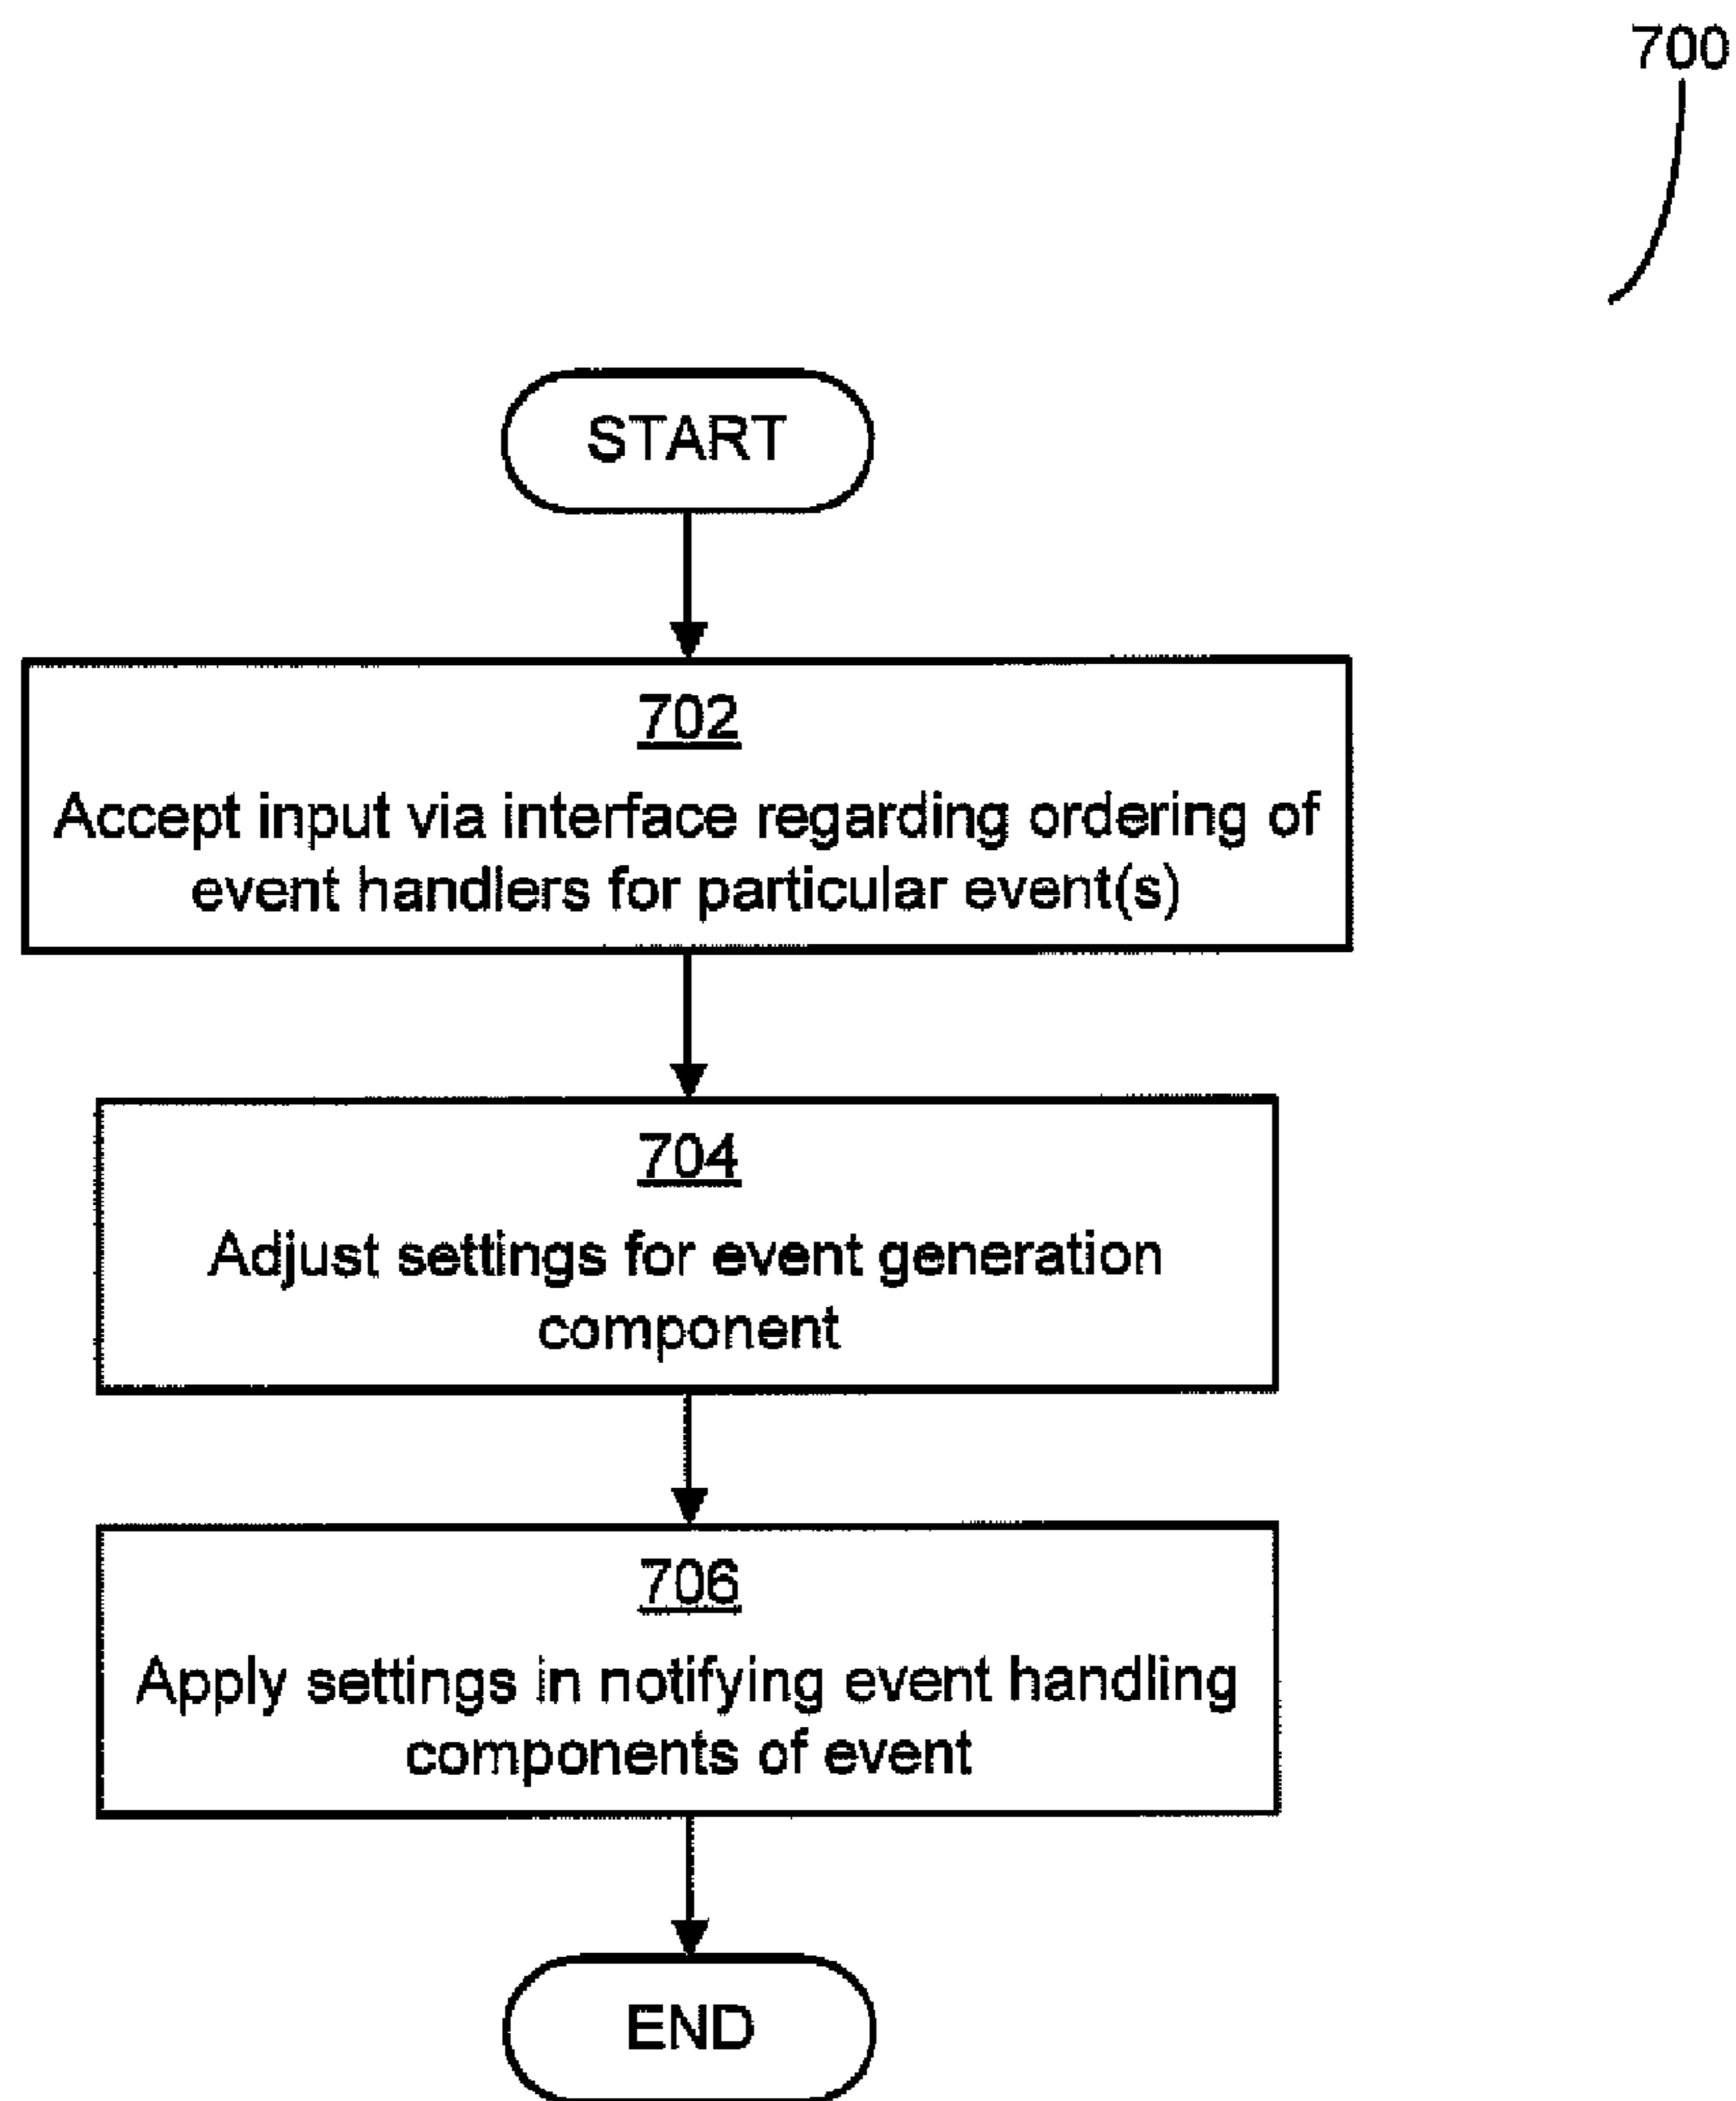 700
START
702
Accept input via interface regarding ordering of
event handlers for particular event(s)
704
Adjust settings for event generation
component
706
Apply settings in notifying event handling
components of event
END